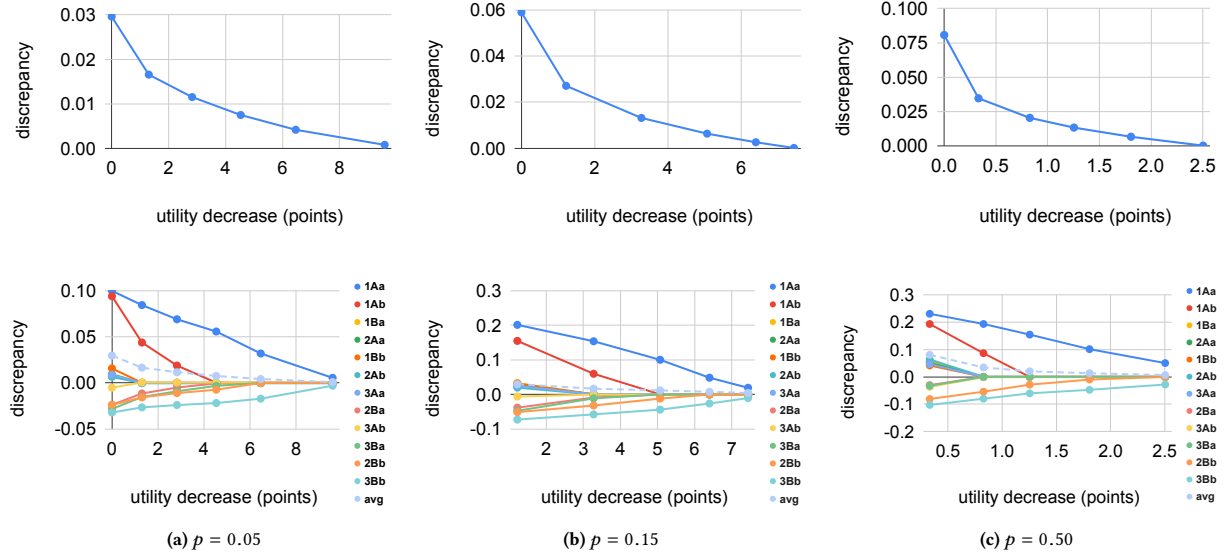 0.03
0.02
0.01
0.00
discrepancy
0 2 4 6 8
utility decrease (points)
0.06
0.04
0.02
0.00
discrepancy
0 2 4 6
utility decrease (points)
0.100
0.075
0.050
0.025
0.000
discrepancy
0.0 0.5 1.0 1.5 2.0 2.5
utility decrease (points)
0.10
0.05
0.00
-0.05
discrepancy
0 2 4 6 8
utility decrease (points)
1Aa
1Ab
1Ba
2Aa
1Bb
2Ab
3Aa
2Ba
3Ab
3Ba
2Bb
3Bb
avg
(a) p = 0.05
0.3
0.2
0.1
0.0
-0.1
discrepancy
2 3 4 5 6 7
utility decrease (points)
1Aa
1Ab
1Ba
2Aa
1Bb
2Ab
3Aa
2Ba
3Ab
3Ba
2Bb
3Bb
avg
(b) p = 0.15
0.3
0.2
0.1
0.0
-0.1
-0.2
discrepancy
0.5 1.0 1.5 2.0 2.5
utility decrease (points)
1Aa
1Ab
1Ba
2Aa
1Bb
2Ab
3Aa
2Ba
3Ab
3Ba
2Bb
3Bb
avg
(c) p = 0.50